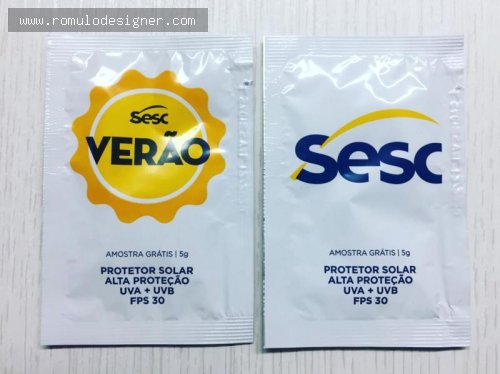 www.romulodesigner.com
Sesc
VERÃO
AMOSTRA GRÁTIS | 5g
PROTETOR SOLAR
ALTA PROTEÇÃO
UVA + UVB
FPS 30
Sesc
AMOSTRA GRÁTIS | 5g
PROTETOR SOLAR
ALTA PROTEÇÃO
UVA + UVB
FPS 30